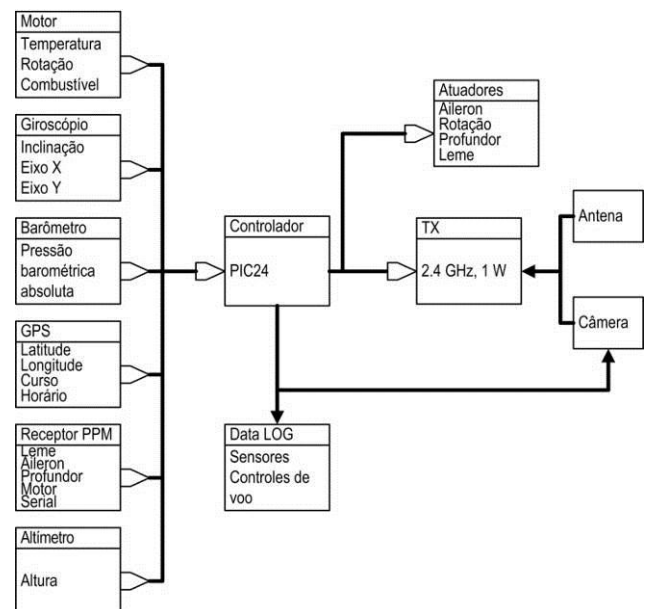 Motor
Temperatura
Rotação
Combustível
Giroscópio
Inclinação
Eixo X
Eixo Y
Barômetro
Pressão
barométrica
absoluta
GPS
Latitude
Longitude
Curso
Horário
Receptor PPM
Leme
Aileron
Profundor
Motor
Serial
Altímetro
Altura
Controlador
PIC24
Data LOG
Sensores
Controles de
voo
Atuadores
Aileron
Rotação
Profundor
Leme
TX
2.4 GHz, 1 W
Antena
Câmera